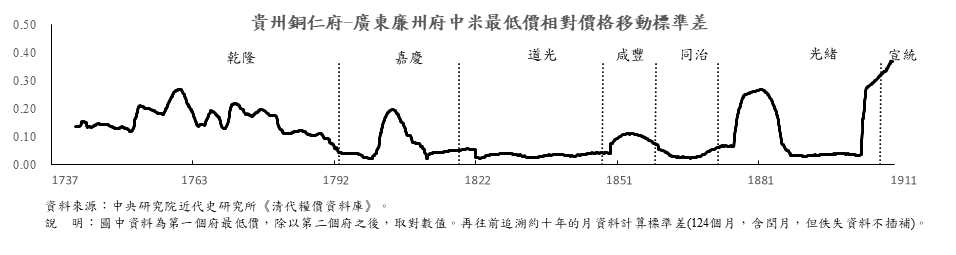 貴州銅仁府-廣東廉州府中米最低價相對價格移動標準差
0.50
0.40
0.30
0.20
0.10
0.00
乾隆
嘉慶
道光
咸豐
同治
光緒
宣統
1737
1763
1792
1822
1851
1881
1911
資料來源：中央研究院近代史研究所《清代糧價資料庫》。
說　明：圖中資料為第一個府最低價，除以第二個府之後，取對數值。再往前追溯約十年的月資料計算標準差(124個月，含閏月，但佚失資料不插補)。